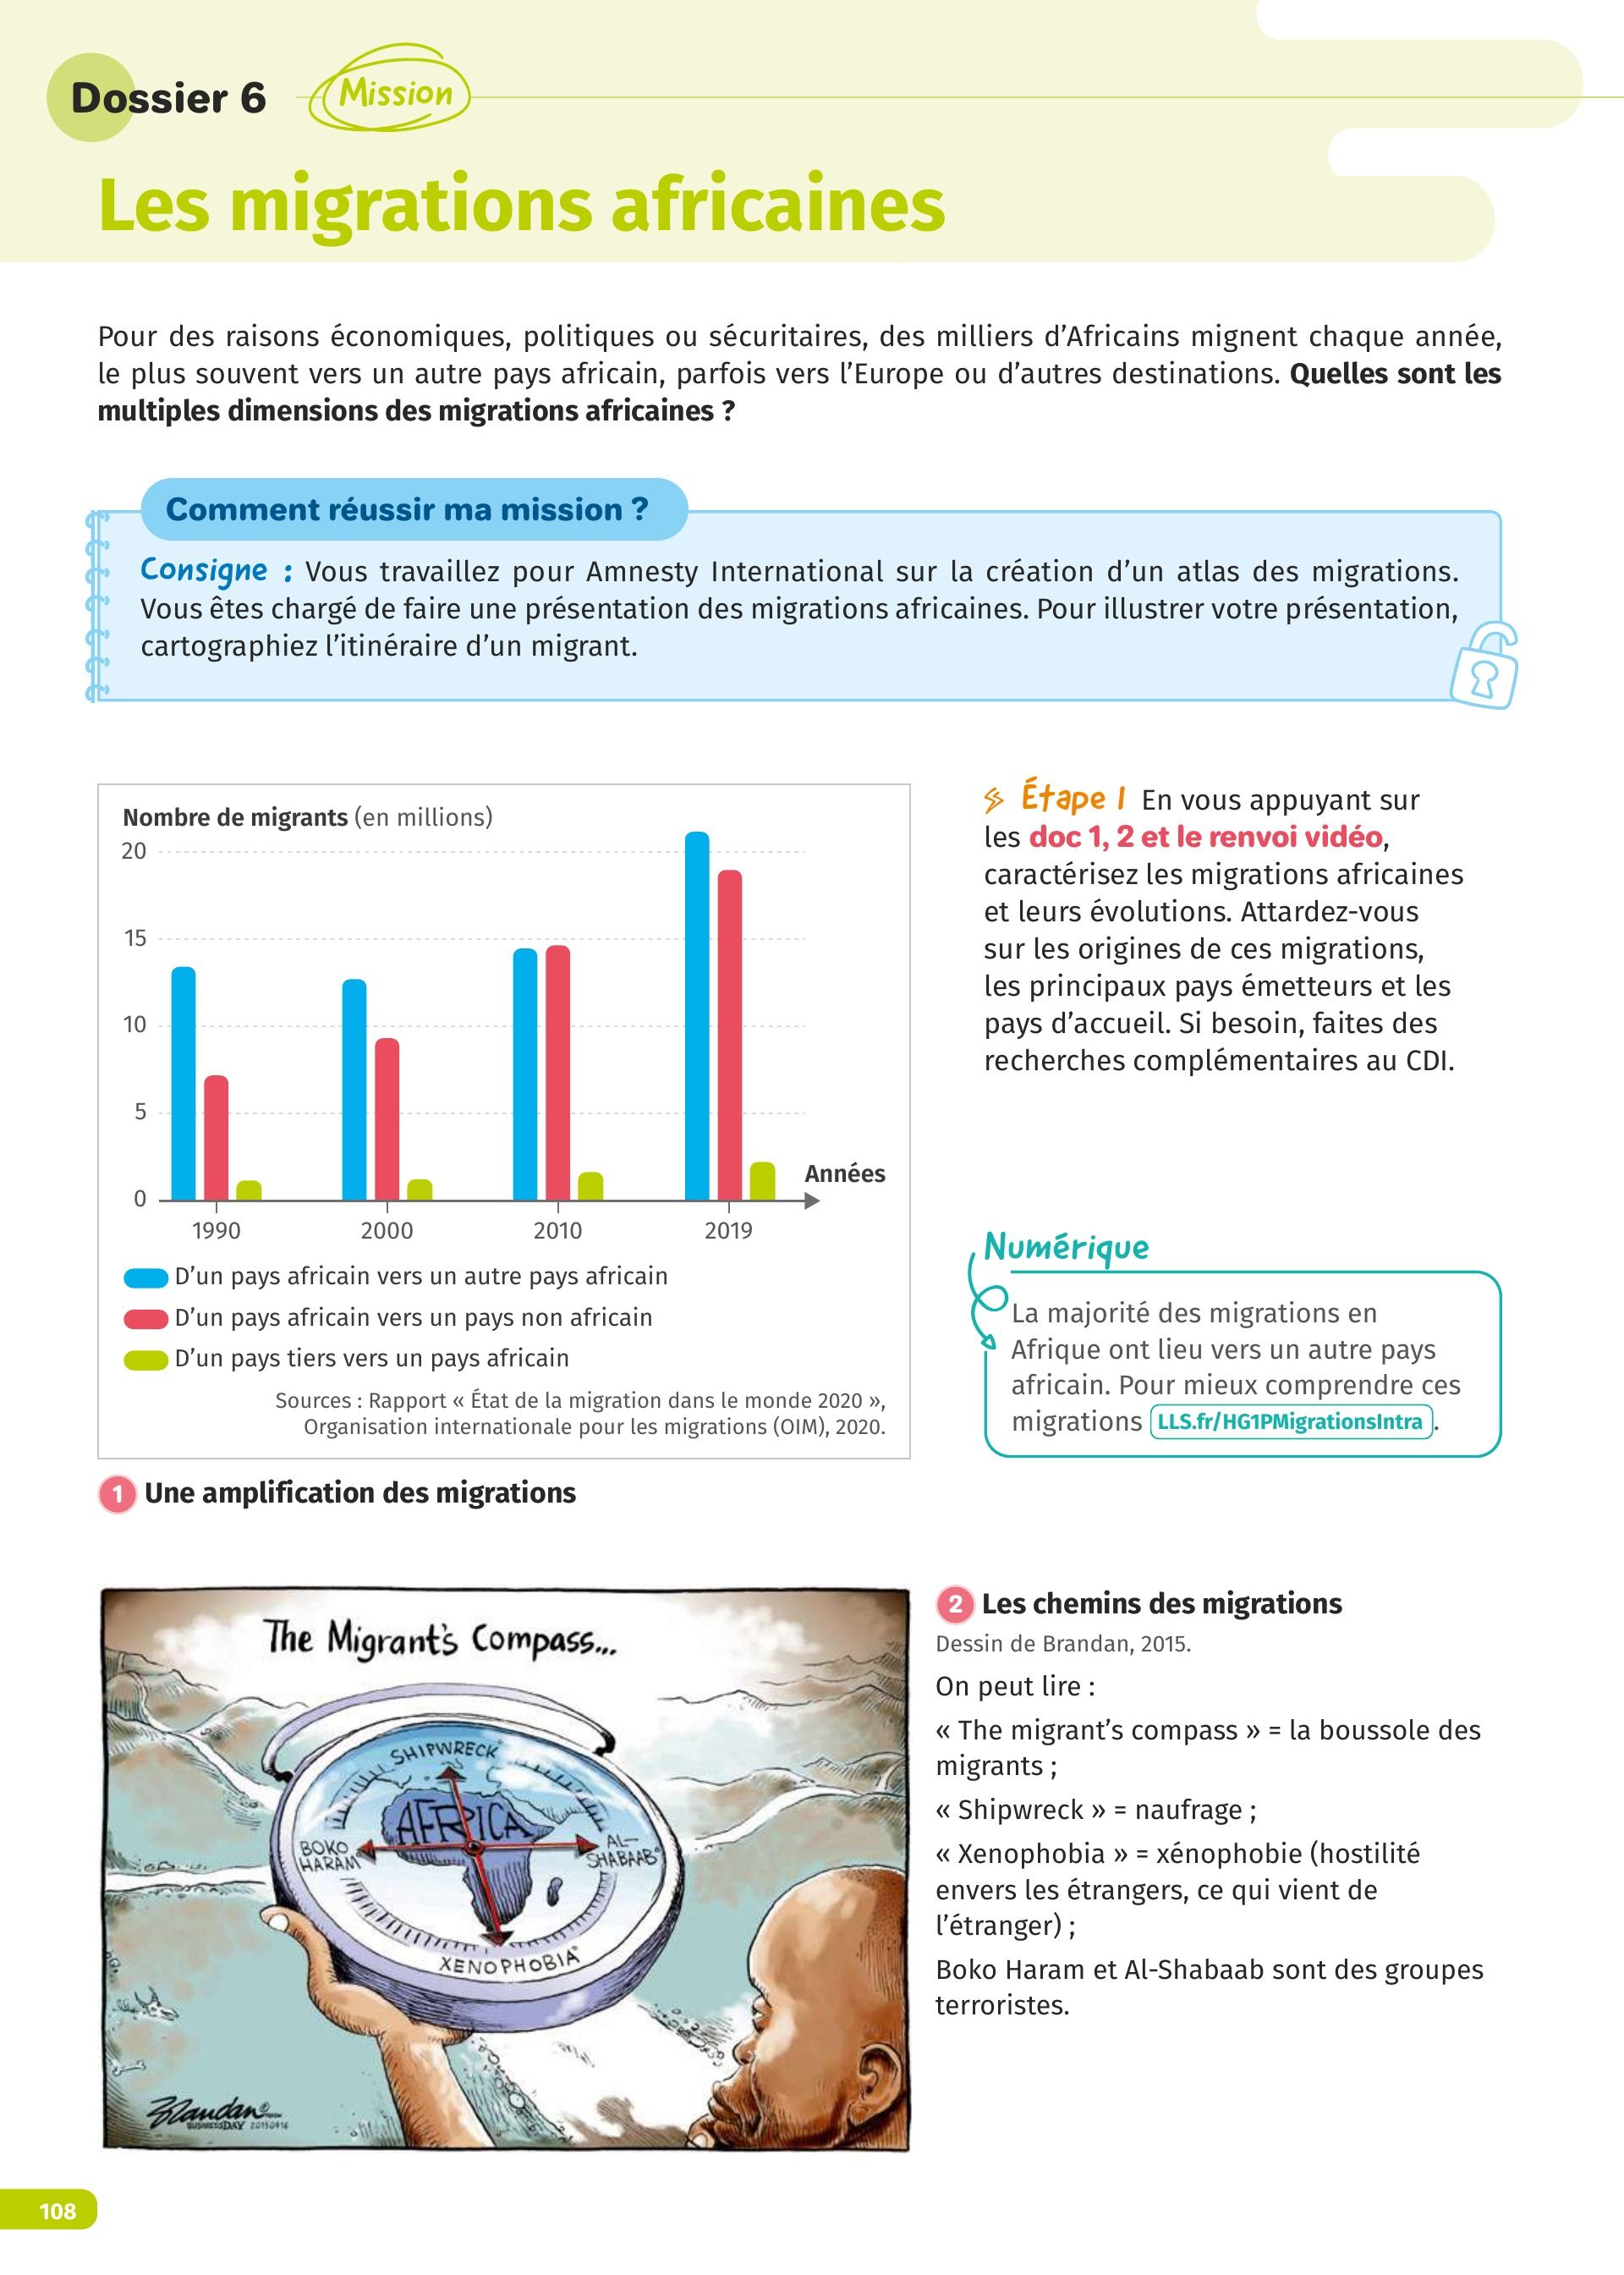 Dossier 6
Mission
Les migrations africaines
Pour des raisons économiques, politiques ou sécuritaires, des milliers d'Africains mignent chaque année,
le plus souvent vers un autre pays africain, parfois vers l'Europe ou d'autres destinations. Quelles sont les
multiples dimensions des migrations africaines ?
Comment réussir ma mission ?
Consigne : Vous travaillez pour Amnesty International sur la création d'un atlas des migrations.
Vous êtes chargé de faire une présentation des migrations africaines. Pour illustrer votre présentation,
cartographiez l'itinéraire d'un migrant.
Nombre de migrants (en millions)
20
15
10
5
0
Années
1990
2000
2010
2019
D'un pays africain vers un autre pays africain
D'un pays africain vers un pays non africain
D'un pays tiers vers un pays africain
Sources : Rapport « État de la migration dans le monde 2020 »,
Organisation internationale pour les migrations (OIM), 2020.
1 Une amplification des migrations
Étape 1 En vous appuyant sur
les doc 1, 2 et le renvoi vidéo,
caractérisez les migrations africaines
et leurs évolutions. Attardez-vous
sur les origines de ces migrations,
les principaux pays émetteurs et les
pays d'accueil. Si besoin, faites des
recherches complémentaires au CDI.
Numérique
La majorité des migrations en
Afrique ont lieu vers un autre pays
africain. Pour mieux comprendre ces
migrations LLS.fr/HG1PMigrationsIntra .
The Migrant's Compass...
SHIPWRECK
AFRICA
BOKO
HARAM
AL-
SHABAAB
XENOPHOBIA
Brandan
BUSINESSDAY 20150416
2 Les chemins des migrations
Dessin de Brandan, 2015.
On peut lire :
« The migrant's compass » = la boussole des
migrants ;
« Shipwreck » = naufrage ;
« Xenophobia » = xénophobie (hostilité
envers les étrangers, ce qui vient de
l'étranger) ;
Boko Haram et Al-Shabaab sont des groupes
terroristes.
108